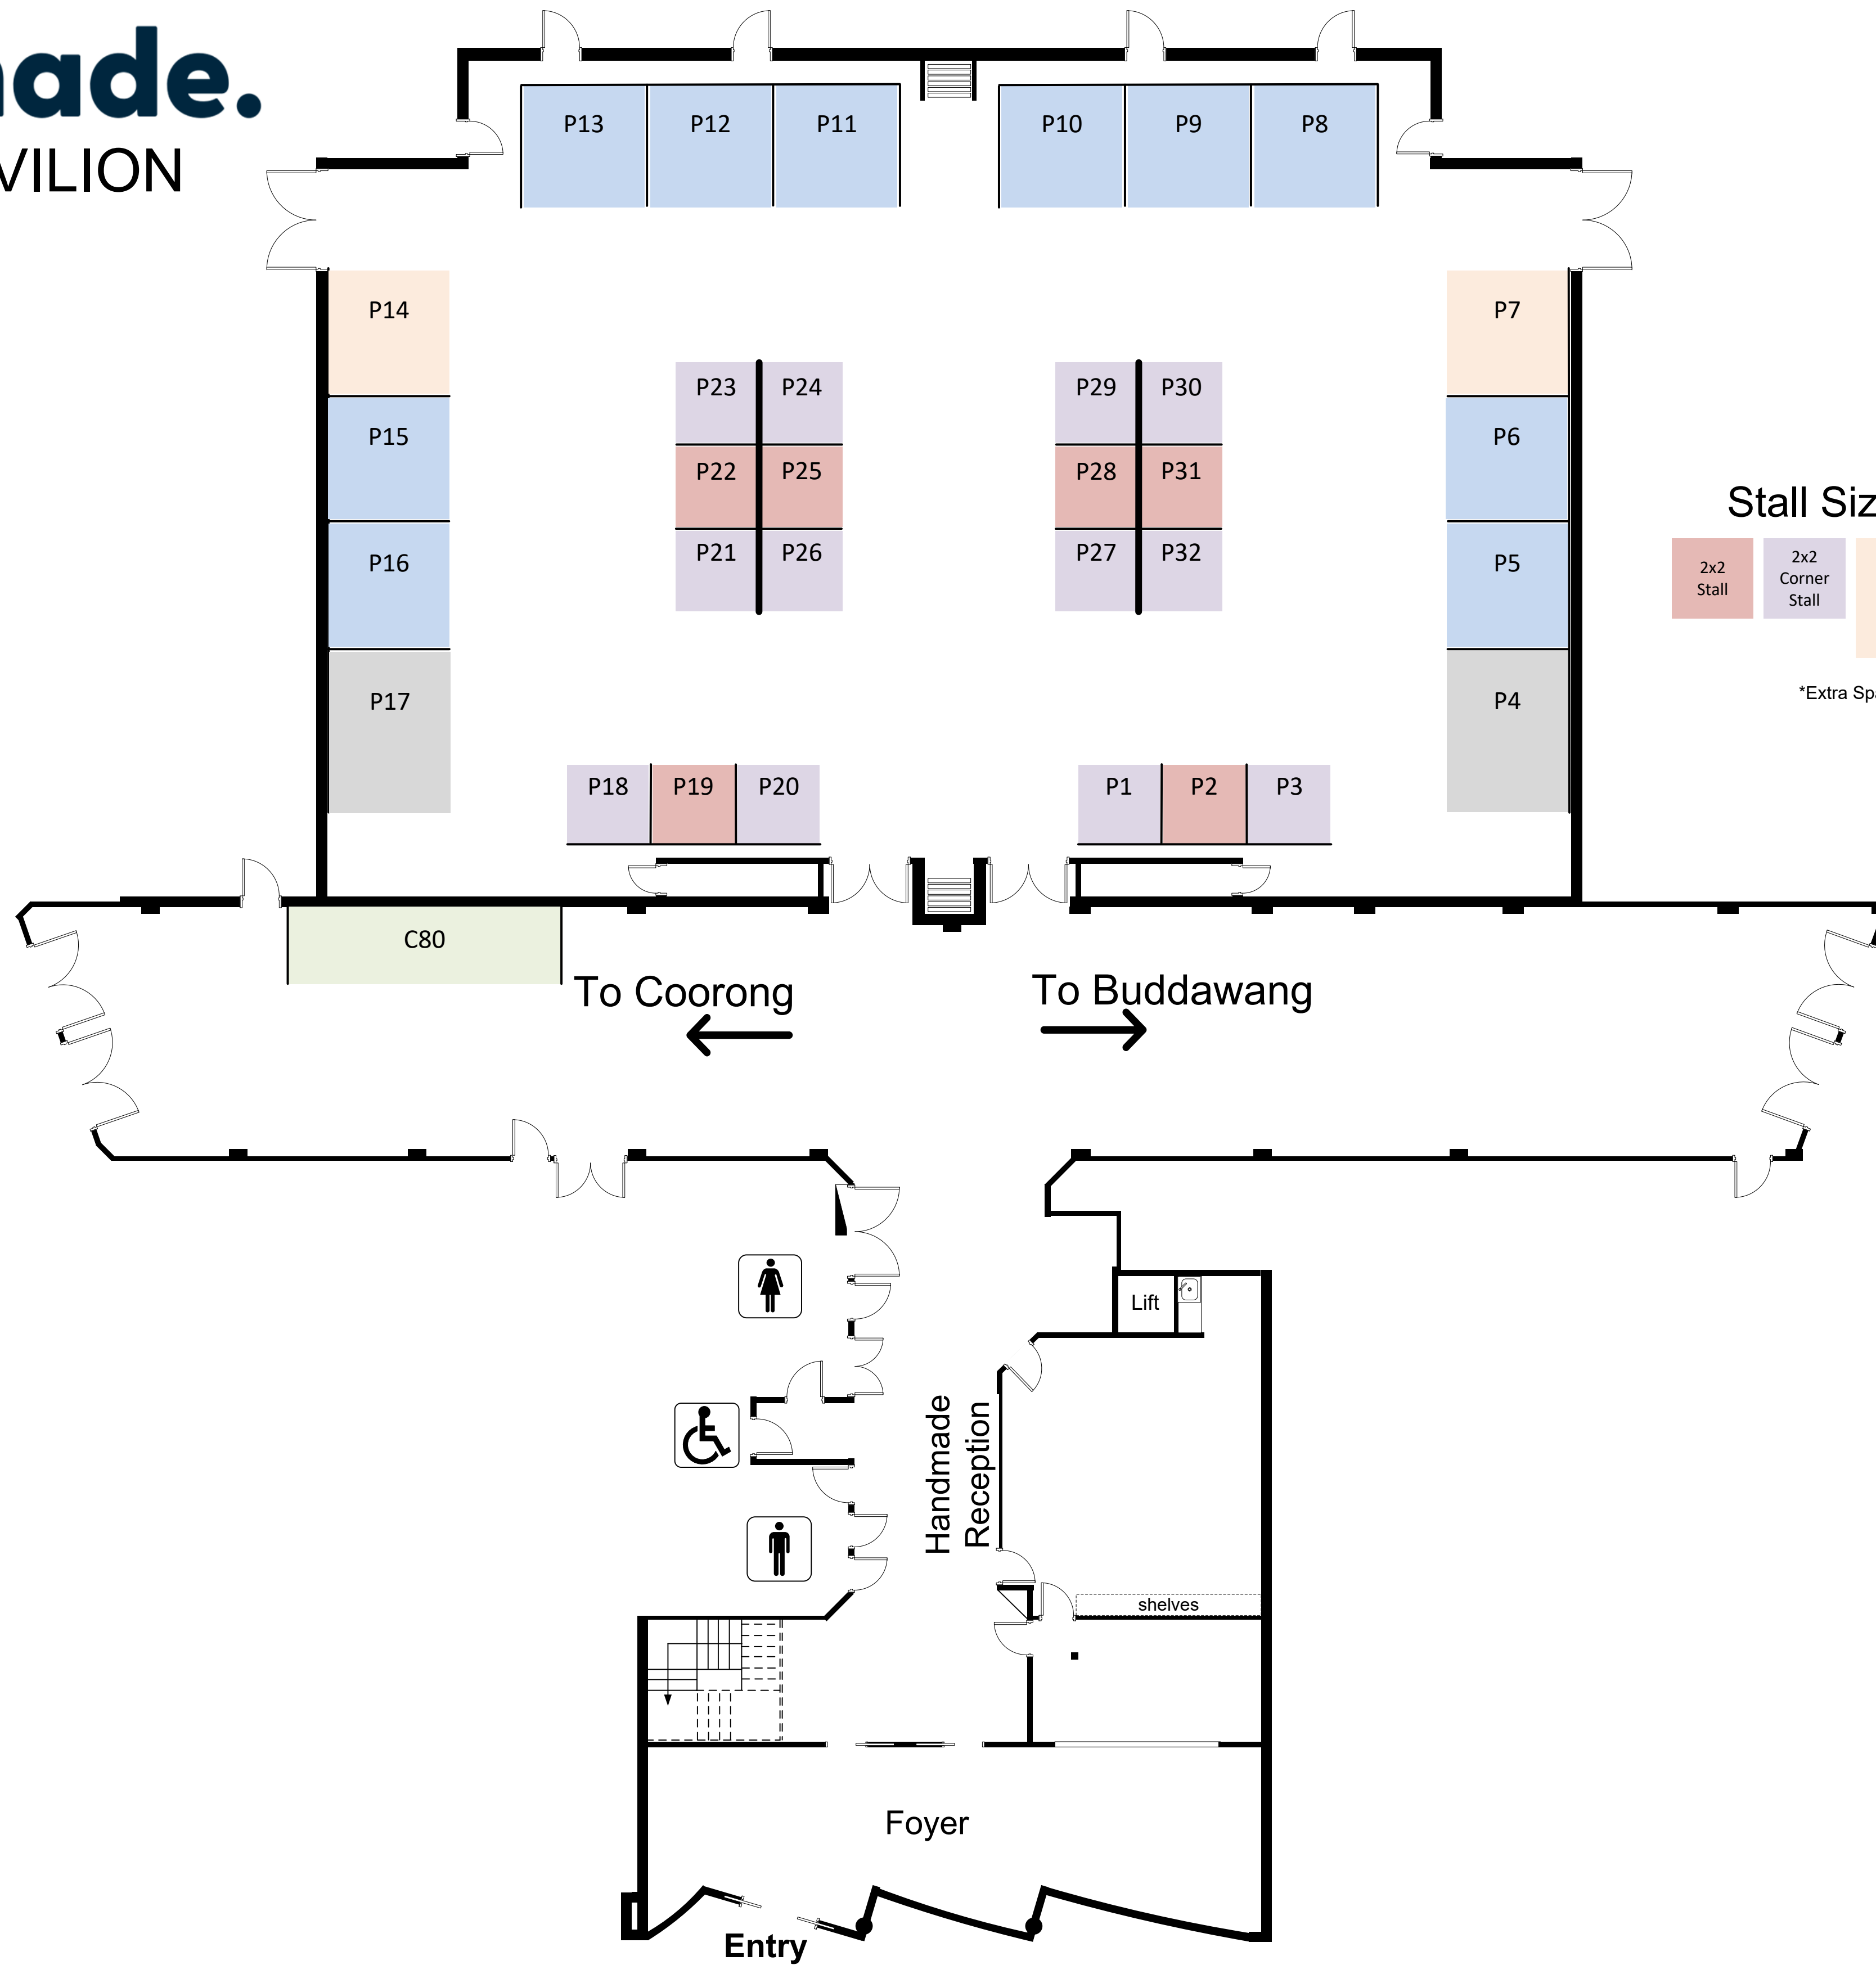 ade.
VILION
P13 P12 P11 P10 P9 P8
P14 P7
P23 P24 P29 P30
P15 P6
P22 P25 P28 P31
P21 P26 P27 P32
P16 P5
P17 P4
Stall Siz
2x2
Stall
2x2
Corner
Stall
*Extra Spa
P18 P19 P20 P1 P2 P3
C80
To Coorong
To Buddawang
Lift
Handmade
Reception
shelves
Foyer
Entry